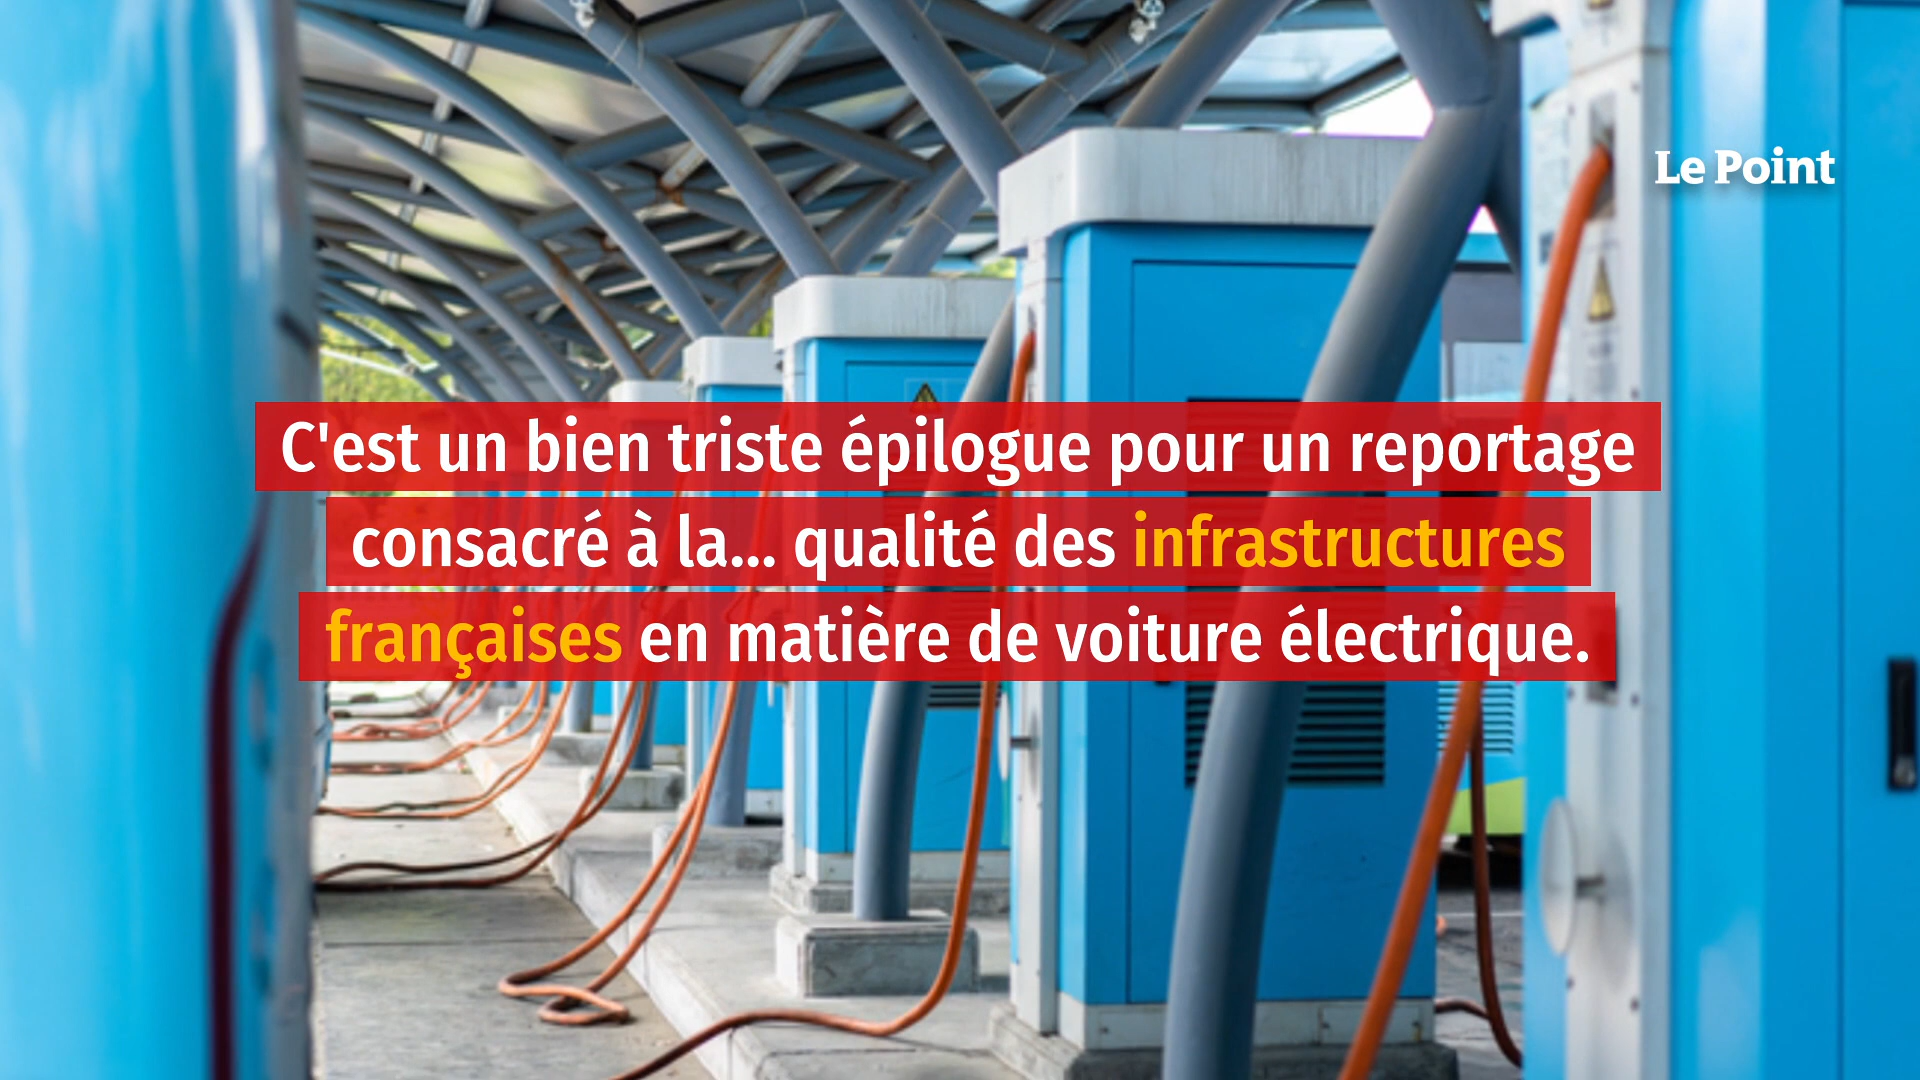 Le Point
C'est un bien triste épilogue pour un reportage
consacré à la... qualité des infrastructures
françaises en matière de voiture électrique.